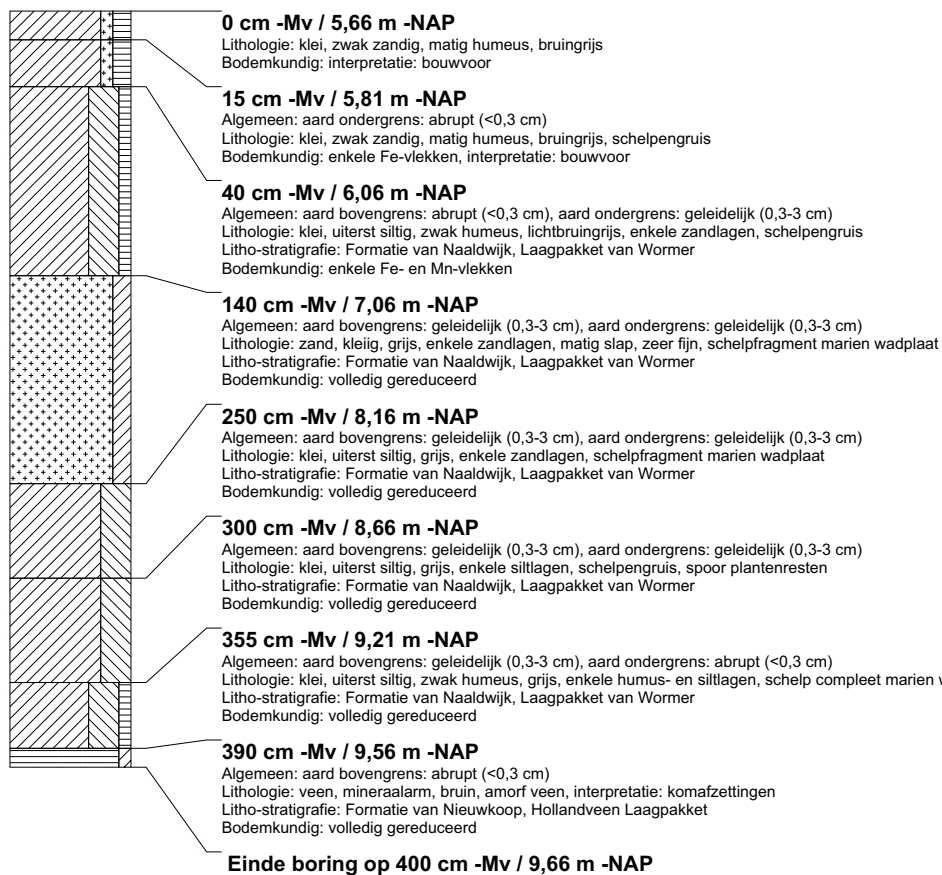 0 cm -Mv / 5,66 m -NAP
Lithologie: klei, zwak zandig, matig humeus, bruingrijs
Bodemkundig: interpretatie: bouwvoor
15 cm -Mv / 5,81 m -NAP
Algemeen: aard ondergrens: abrupt (<0,3 cm)
Lithologie: klei, zwak zandig, matig humeus, bruingrijs, schelpengruis
Bodemkundig: enkele Fe-vlekken, interpretatie: bouwvoor
40 cm -Mv / 6,06 m -NAP
Algemeen: aard bovengrens: abrupt (<0,3 cm), aard ondergrens: geleidelijk (0,3-3 cm)
Lithologie: klei, uiterst siltig, zwak humeus, lichtbruingrijs, enkele zandlagen, schelpengruis
Litho-stratigrafie: Formatie van Naaldwijk, Laagpakket van Wormer
Bodemkundig: enkele Fe- en Mn-vlekken
140 cm -Mv / 7,06 m -NAP
Algemeen: aard bovengrens: geleidelijk (0,3-3 cm), aard ondergrens: geleidelijk (0,3-3 cm)
Lithologie: zand, kleiig, grijs, enkele zandlagen, matig slap, zeer fijn, schelpfragment marien wadplaat
Litho-stratigrafie: Formatie van Naaldwijk, Laagpakket van Wormer
Bodemkundig: volledig gereduceerd
250 cm -Mv / 8,16 m -NAP
Algemeen: aard bovengrens: geleidelijk (0,3-3 cm), aard ondergrens: geleidelijk (0,3-3 cm)
Lithologie: klei, uiterst siltig, grijs, enkele zandlagen, schelpfragment marien wadplaat
Litho-stratigrafie: Formatie van Naaldwijk, Laagpakket van Wormer
Bodemkundig: volledig gereduceerd
300 cm -Mv / 8,66 m -NAP
Algemeen: aard bovengrens: geleidelijk (0,3-3 cm), aard ondergrens: geleidelijk (0,3-3 cm)
Lithologie: klei, uiterst siltig, grijs, enkele siltlagen, schelpengruis, spoor plantenresten
Litho-stratigrafie: Formatie van Naaldwijk, Laagpakket van Wormer
Bodemkundig: volledig gereduceerd
355 cm -Mv / 9,21 m -NAP
Algemeen: aard bovengrens: geleidelijk (0,3-3 cm), aard ondergrens: abrupt (<0,3 cm)
Lithologie: klei, uiterst siltig, zwak humeus, grijs, enkele humus- en siltlagen, schelp compleet marien
Litho-stratigrafie: Formatie van Naaldwijk, Laagpakket van Wormer
Bodemkundig: volledig gereduceerd
390 cm -Mv / 9,56 m -NAP
Algemeen: aard bovengrens: abrupt (<0,3 cm)
Lithologie: veen, mineraalarm, bruin, amorf veen, interpretatie: komafzettingen
Litho-stratigrafie: Formatie van Nieuwkoop, Hollandveen Laagpakket
Bodemkundig: volledig gereduceerd
Einde boring op 400 cm -Mv / 9,66 m -NAP